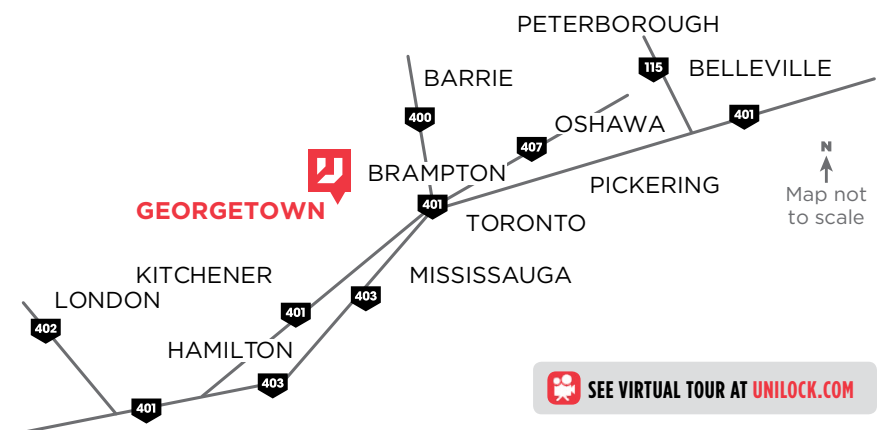 PETERBOROUGH
115
BELLEVILLE
BARRIE
400
401
OSHAWA
407
N
BRAMPTON
PICKERING
Map not
to scale
GEORGETOWN
401
TORONTO
KITCHENER
MISSISSAUGA
LONDON
403
401
402
HAMILTON
403
401
SEE VIRTUAL TOUR AT UNILOCK.COM